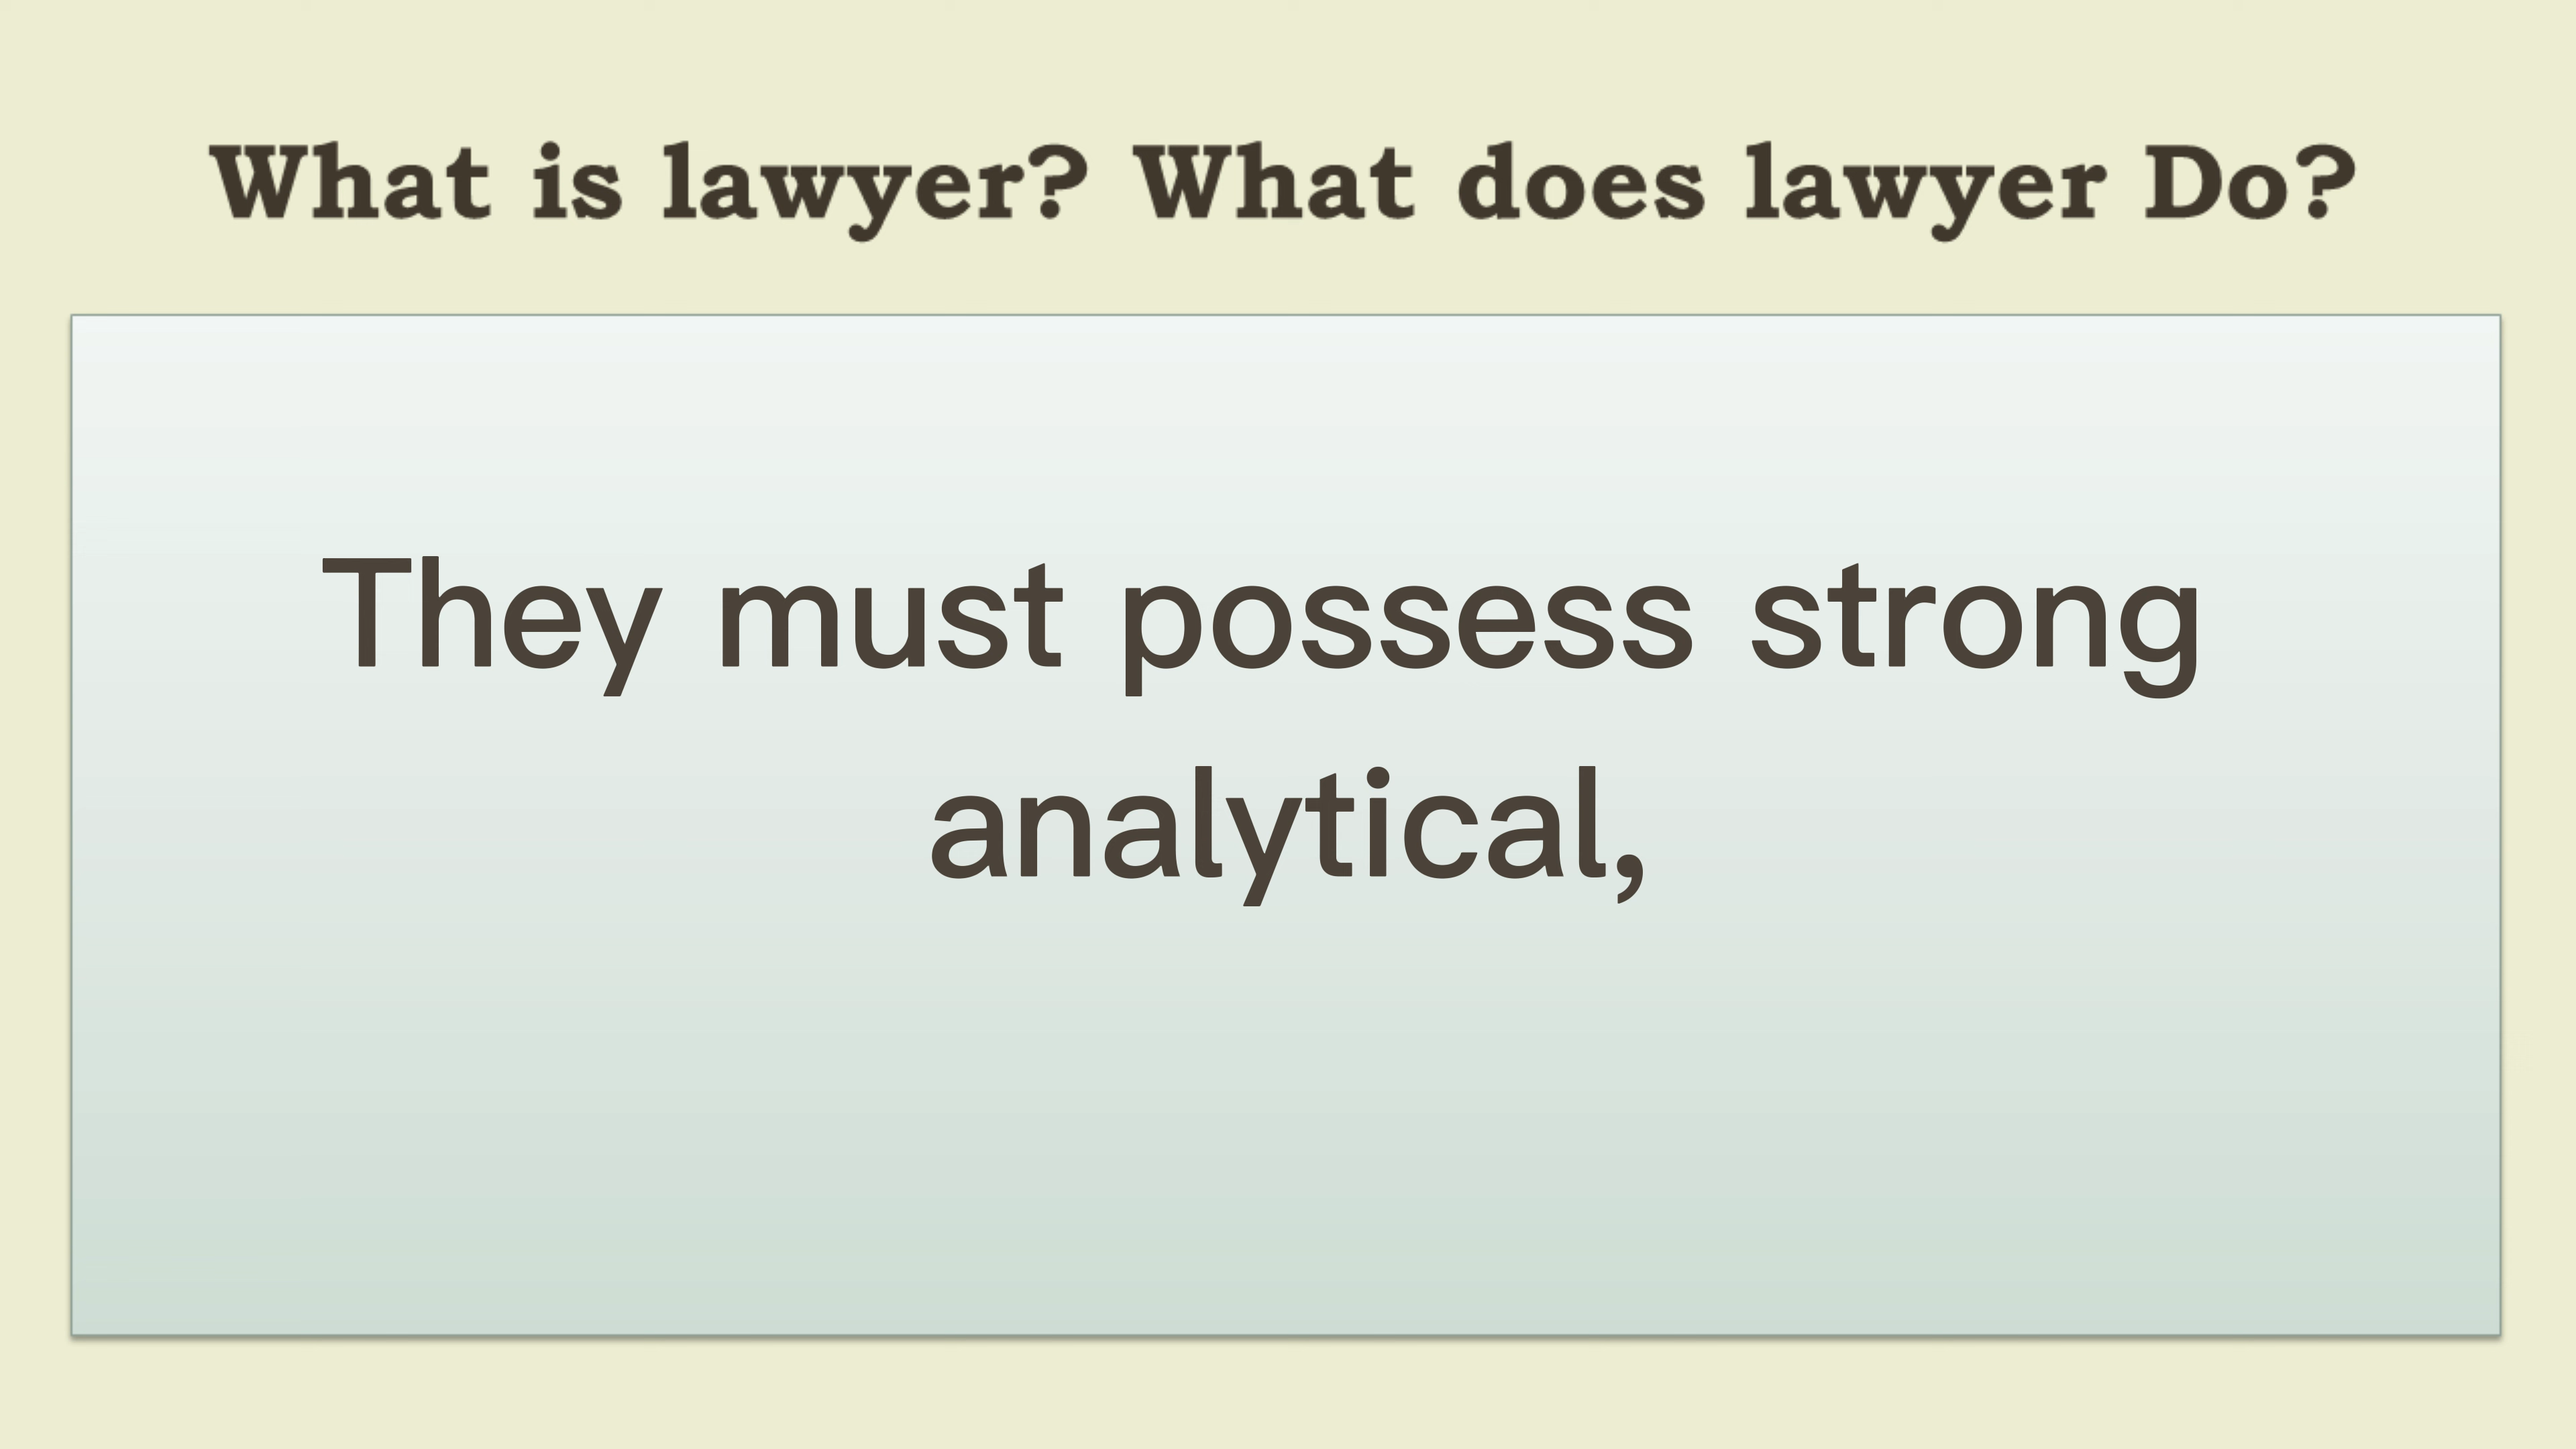 What is lawyer? What does lawyer Do?
They must possess strong
analytical,